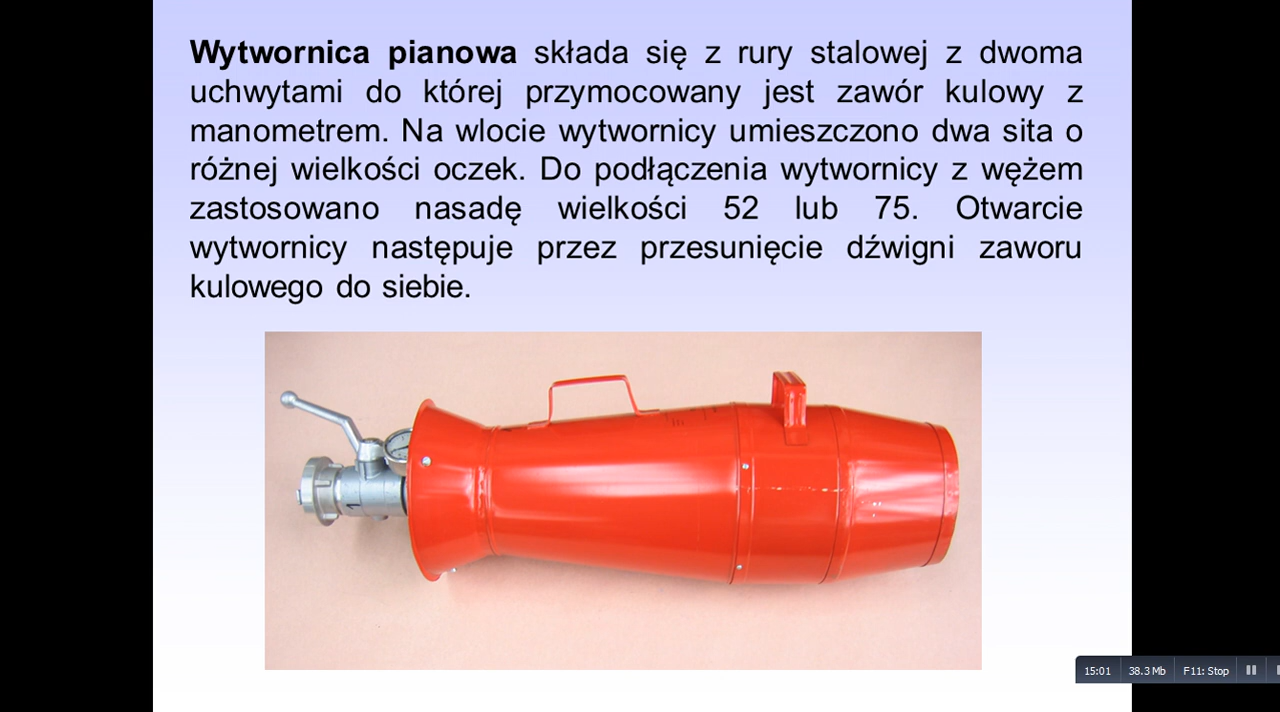 Wytwornica pianowa składa się z rury stalowej z dwoma
uchwytami do której przymocowany jest zawór kulowy z
manometrem. Na wlocie wytwornicy umieszczono dwa sita o
różnej wielkości oczek. Do podłączenia wytwornicy z wężem
zastosowano nasadę wielkości 52 lub 75. Otwarcie
wytwornicy następuje przez przesunięcie dźwigni zaworu
kulowego do siebie.
1
15:01 38.3 Mb F11: Stop